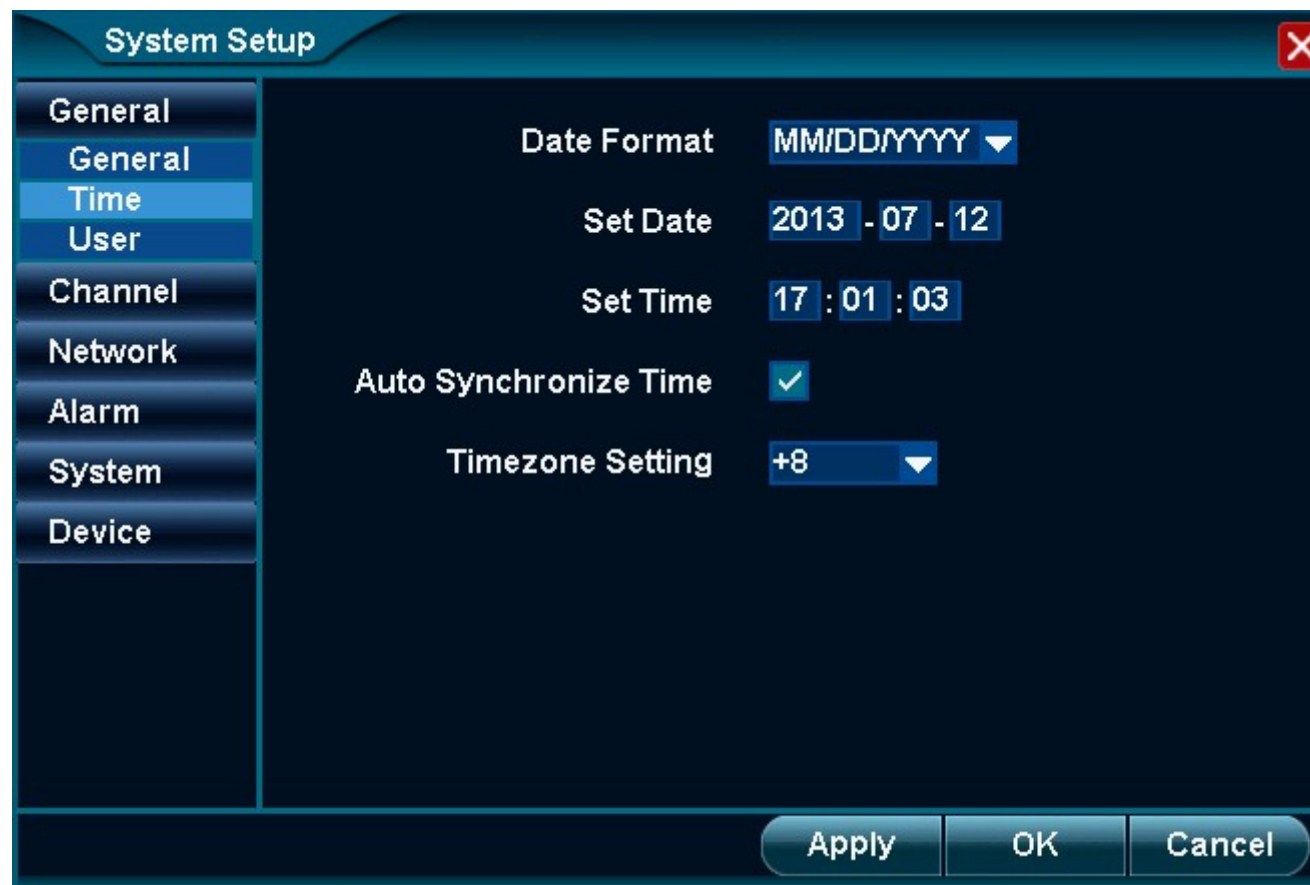 System Setup
General
General
Time
User
Channel
Network
Alarm
System
Device
Date Format MM/DD/YYYY
Set Date 2013 - 07 - 12
Set Time 17 : 01 : 03
Auto Synchronize Time
Timezone Setting +8
Apply OK Cancel